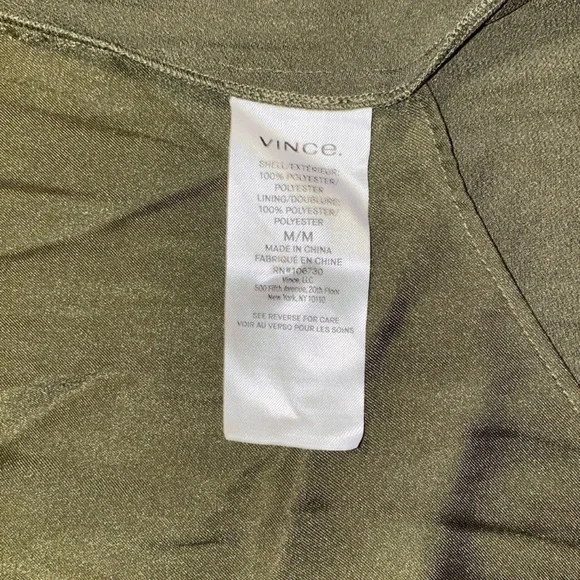 VINCE.
SHELL/EXTÉRIEUR:
100% POLYESTER/
POLYESTER
LINING/DOUBLURE:
100% POLYESTER/
POLYESTER
M/M
MADE IN CHINA
FABRIQUÉ EN CHINE
RN#106730
Vince, LLC
500 Fifth Avenue, 20th Floor
New York, NY 10110
SEE REVERSE FOR CARE
VOIR AU VERSO POUR LES SOINS